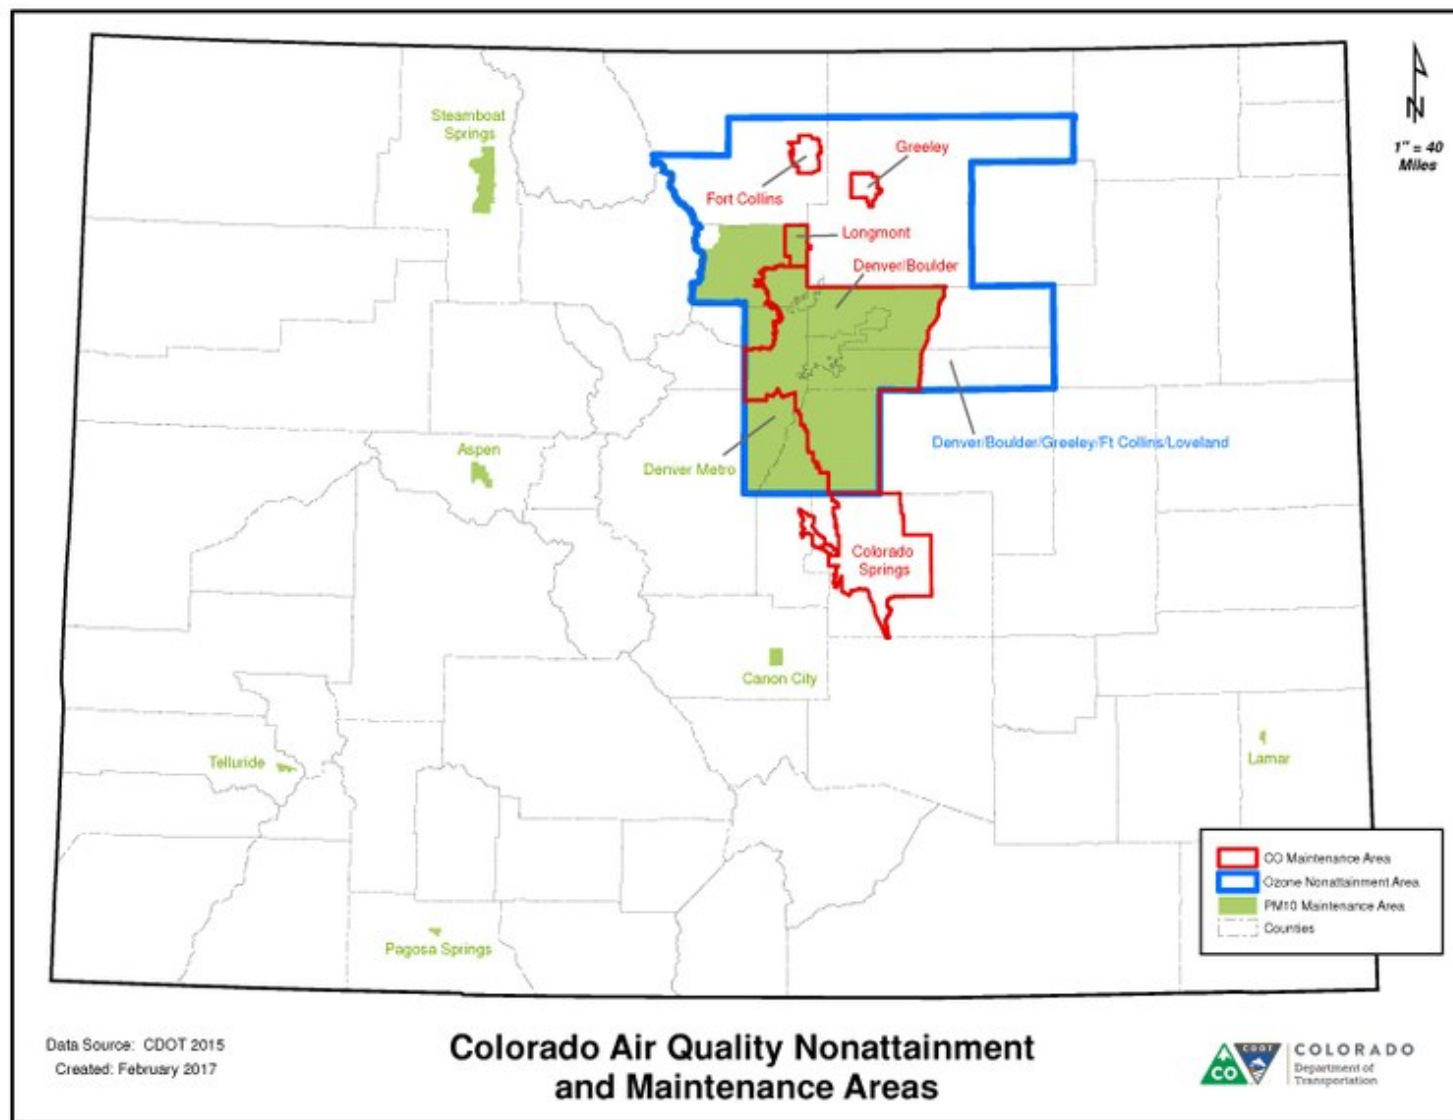 N
1" = 40
Miles
Steamboat
Springs
Greeley
Fort Collins
Longmont
Denver/Boulder
Denver/Boulder/Greeley/Ft Collins/Loveland
Aspen
Denver Metro
Colorado
Springs
Canon City
Telluride
Lamar
Pagosa Springs
CO Maintenance Area
Ozone Nonattainment Area
PM10 Maintenance Area
Counties
Data Source: CDOT 2015
Created: February 2017
Colorado Air Quality Nonattainment
and Maintenance Areas
CO
CDOT
COLORADO
Department of
Transportation